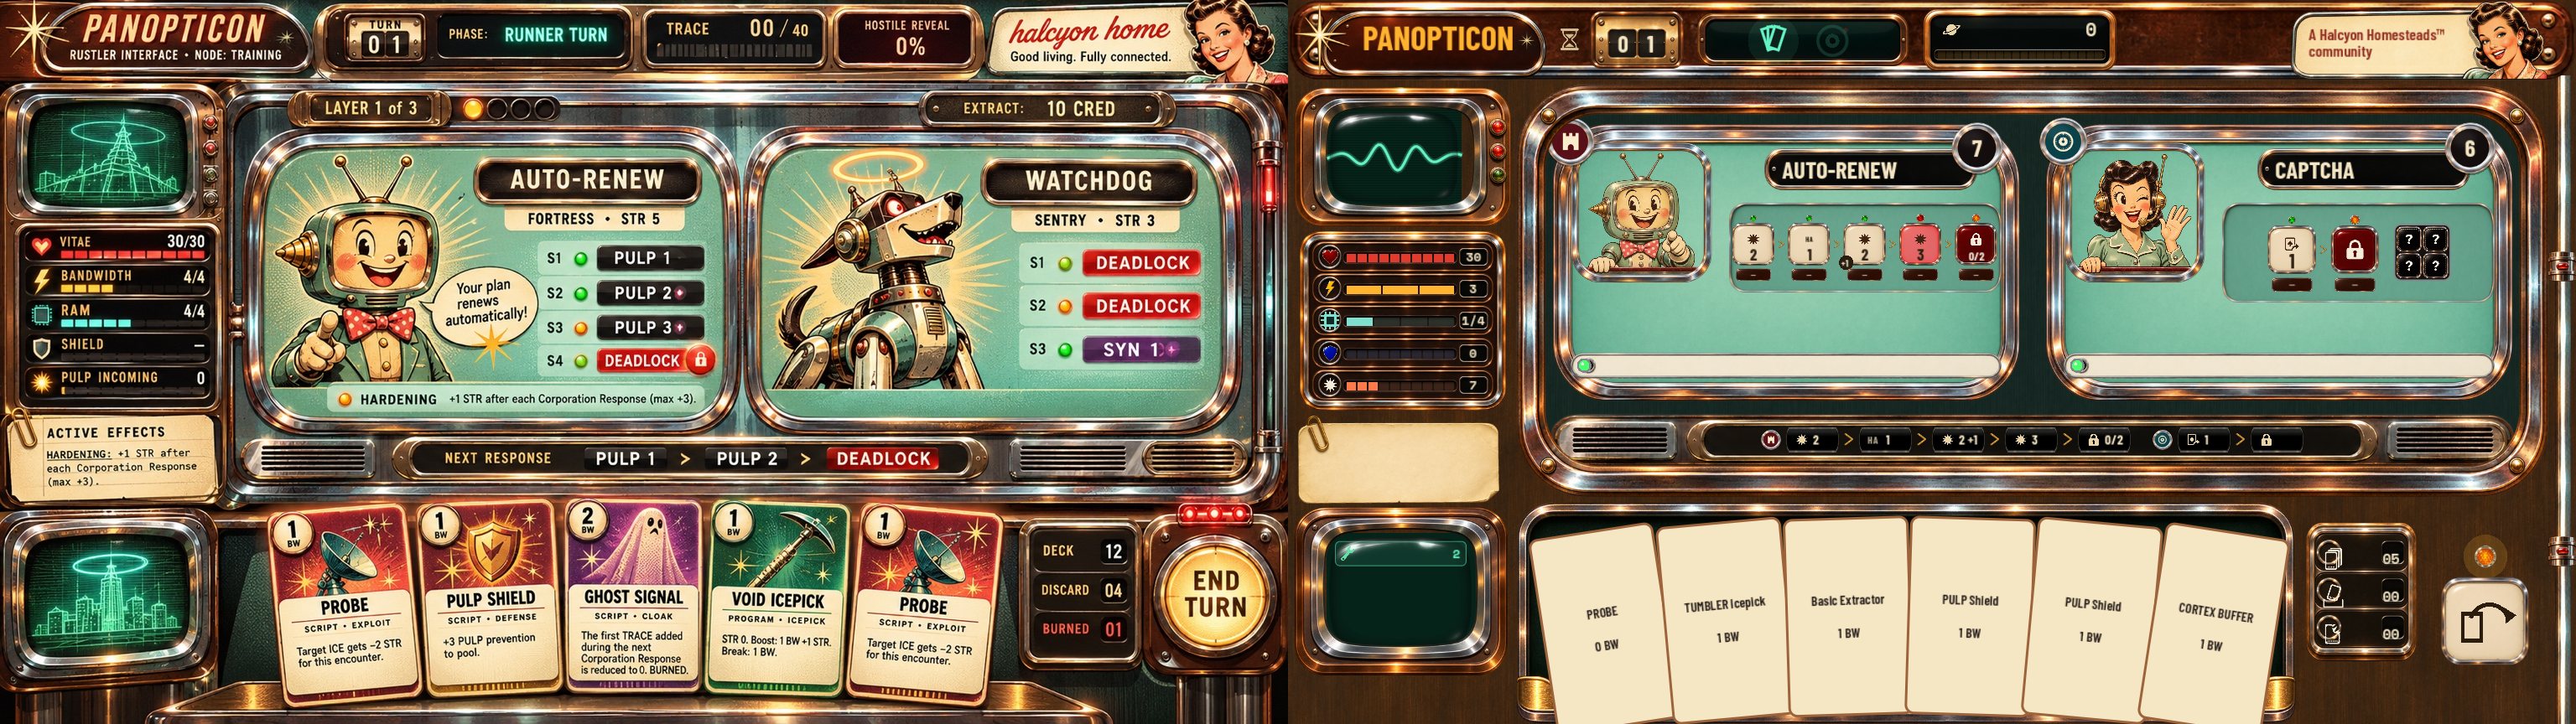 PANOPTICON
RUSTLER INTERFACE • NODE: TRAINING
TURN
01
PHASE: RUNNER TURN
TRACE 00 / 40
HOSTILE REVEAL
0%
halcyon home
Good living. Fully connected.
LAYER 1 of 3
EXTRACT: 10 CRED
VITAE 30/30
BANDWIDTH 4/4
RAM 4/4
SHIELD –
PULP INCOMING 0
ACTIVE EFFECTS
HARDENING: +1 STR after
each Corporation Response
(max +3).
AUTO-RENEW
FORTRESS • STR 5
S1 PULP 1
S2 PULP 2
S3 PULP 3
S4 DEADLOCK
Your plan
renews
automatically!
HARDENING +1 STR after each Corporation Response (max +3).
WATCHDOG
SENTRY • STR 3
S1 DEADLOCK
S2 DEADLOCK
S3 SYN 1
NEXT RESPONSE PULP 1 > PULP 2 > DEADLOCK
1
BW
PROBE
SCRIPT • EXPLOIT
Target ICE gets –2 STR
for this encounter.
1
BW
PULP SHIELD
SCRIPT • DEFENSE
+3 PULP prevention
to pool.
2
BW
GHOST SIGNAL
SCRIPT • CLOAK
The first TRACE added
during the next
Corporation Response
is reduced to 0. BURNED.
1
BW
VOID ICEPICK
PROGRAM • ICEPICK
STR 0. Boost: 1 BW +1 STR.
Break: 1 BW.
1
BW
PROBE
SCRIPT • EXPLOIT
Target ICE gets –2 STR
for this encounter.
DECK 12
DISCARD 04
BURNED 01
END
TURN
PANOPTICON
01
0
A Halcyon Homesteads™
community
30
3
1/4
0
7
2
AUTO-RENEW
7
2
HA
1
+1
2
3
0/2
CAPTCHA
6
1
? ?
? ?
2 > HA 1 > 2 +1 > 3 > 0/2 1 >
PROBE
0 BW
TUMBLER Icepick
1 BW
Basic Extractor
1 BW
PULP Shield
1 BW
PULP Shield
1 BW
CORTEX BUFFER
1 BW
05
00
00